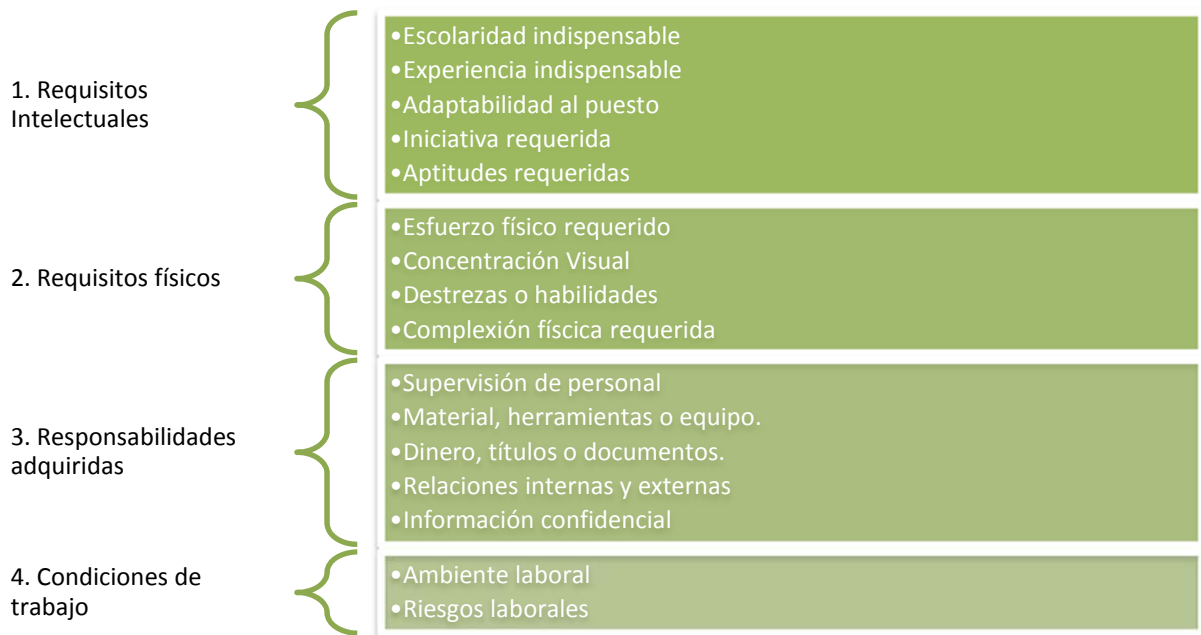 1. Requisitos
Intelectuales
•Escolaridad indispensable
•Experiencia indispensable
•Adaptabilidad al puesto
•Iniciativa requerida
•Aptitudes requeridas
2. Requisitos físicos
•Esfuerzo físico requerido
•Concentración Visual
•Destrezas o habilidades
•Complexión físcica requerida
3. Responsabilidades
adquiridas
•Supervisión de personal
•Material, herramientas o equipo.
•Dinero, títulos o documentos.
•Relaciones internas y externas
•Información confidencial
4. Condiciones de
trabajo
•Ambiente laboral
•Riesgos laborales